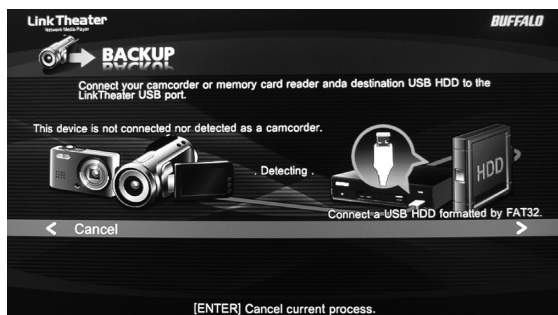 LinkTheater
Network Media Player
BUFFALO
BACKUP
Connect your camcorder or memory card reader anda destination USB HDD to the
LinkTheater USB port.
This device is not connected nor detected as a camcorder.
. Detecting .
HDD
Connect a USB HDD formatted by FAT32.
< Cancel >
[ENTER] Cancel current process.